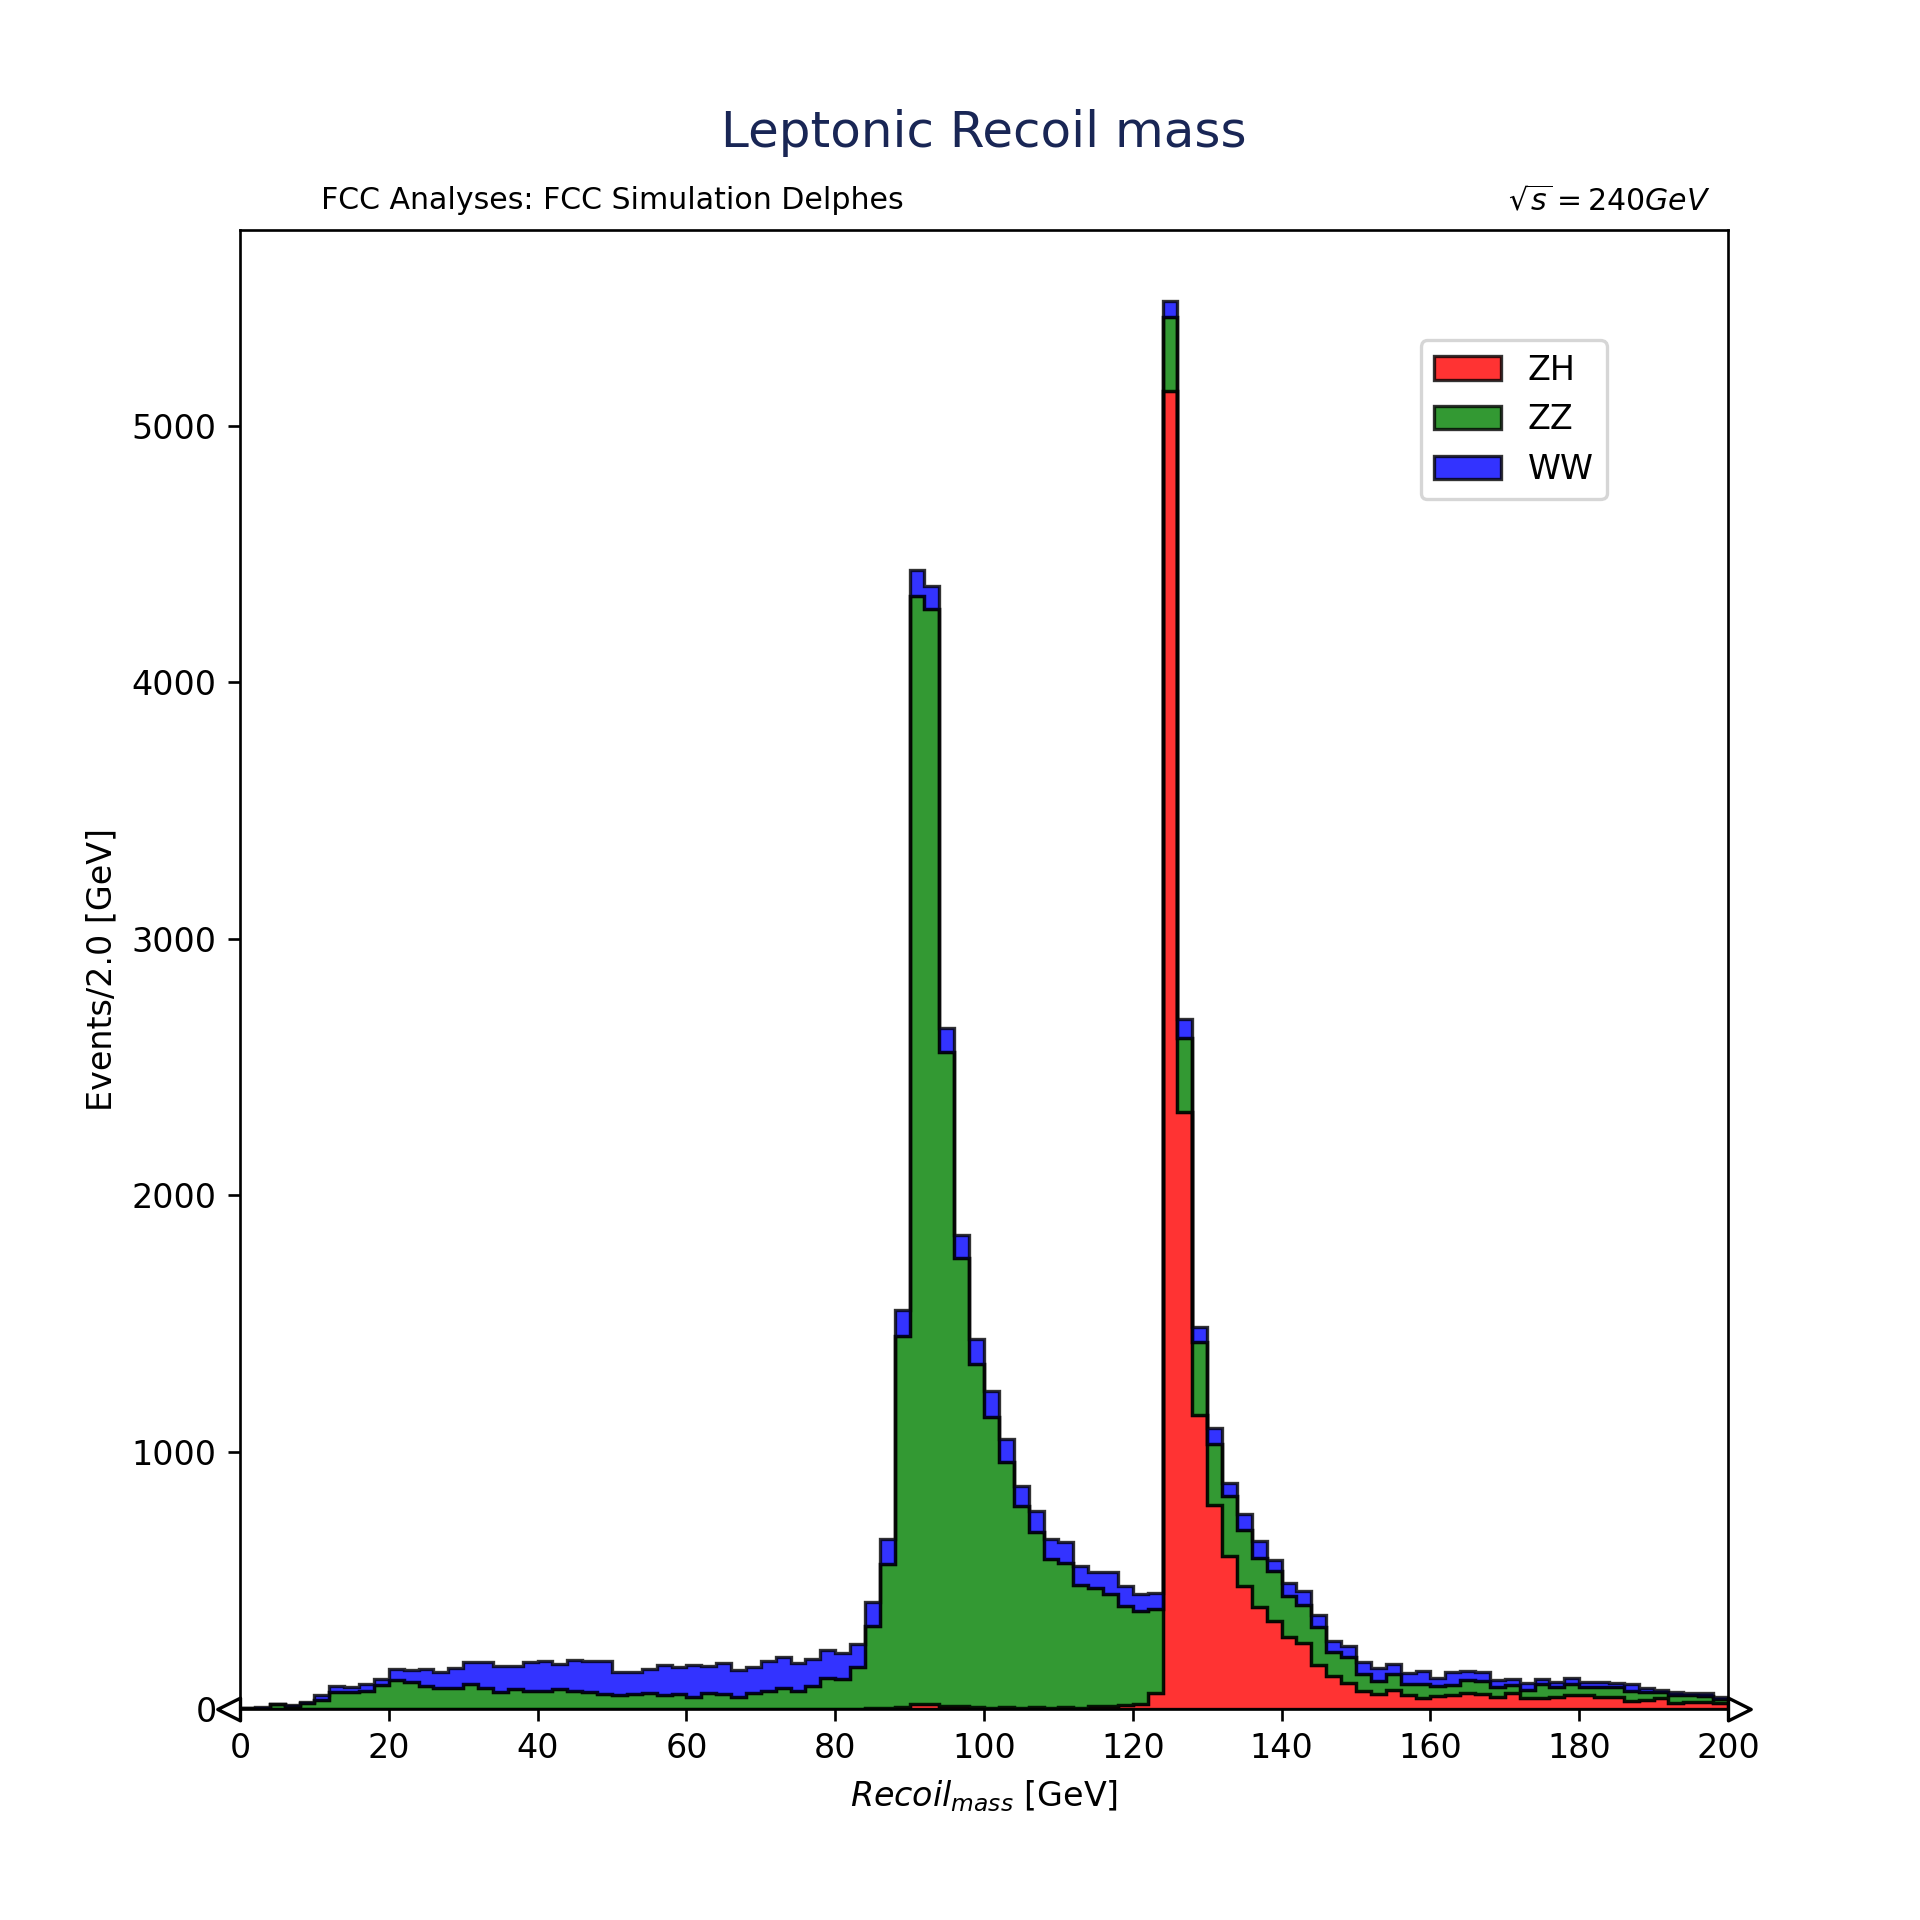 Leptonic Recoil mass
FCC Analyses: FCC Simulation Delphes
√s = 240GeV
ZH
ZZ
WW
5000
4000
3000
2000
1000
0
Events/2.0 [GeV]
0 20 40 60 80 100 120 140 160 180 200
Recoil_mass [GeV]